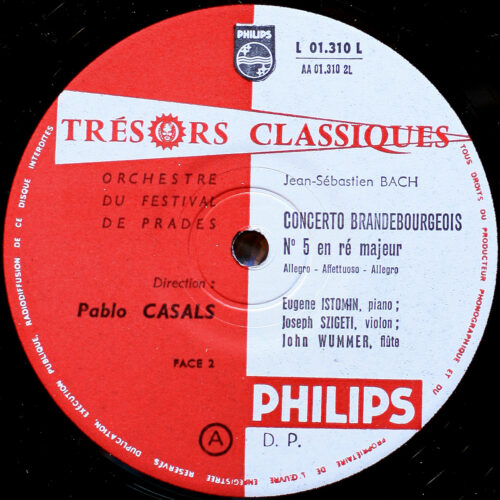 PHILIPS
L 01.310 L
AA 01.310 2L
TRÉSORS CLASSIQUES
ORCHESTRE
DU FESTIVAL
DE PRADES
Direction :
Pablo CASALS
FACE 2
Jean-Sébastien BACH
CONCERTO BRANDEBOURGEOIS
N° 5 en ré majeur
Allegro - Affettuoso - Allegro
Eugene ISTOMIN, piano ;
Joseph SZIGETI, violon ;
John WUMMER, flûte
PHILIPS
A
D. P.
TOUS DROITS DU PRODUCTEUR PHONOGRAPHIQUE ET DU PROPRIÉTAIRE DE L'ŒUVRE ENREGISTRÉE RÉSERVÉS DUPLICATION, EXÉCUTION PUBLIQUE, RADIODIFFUSION DE CE DISQUE INTERDITES